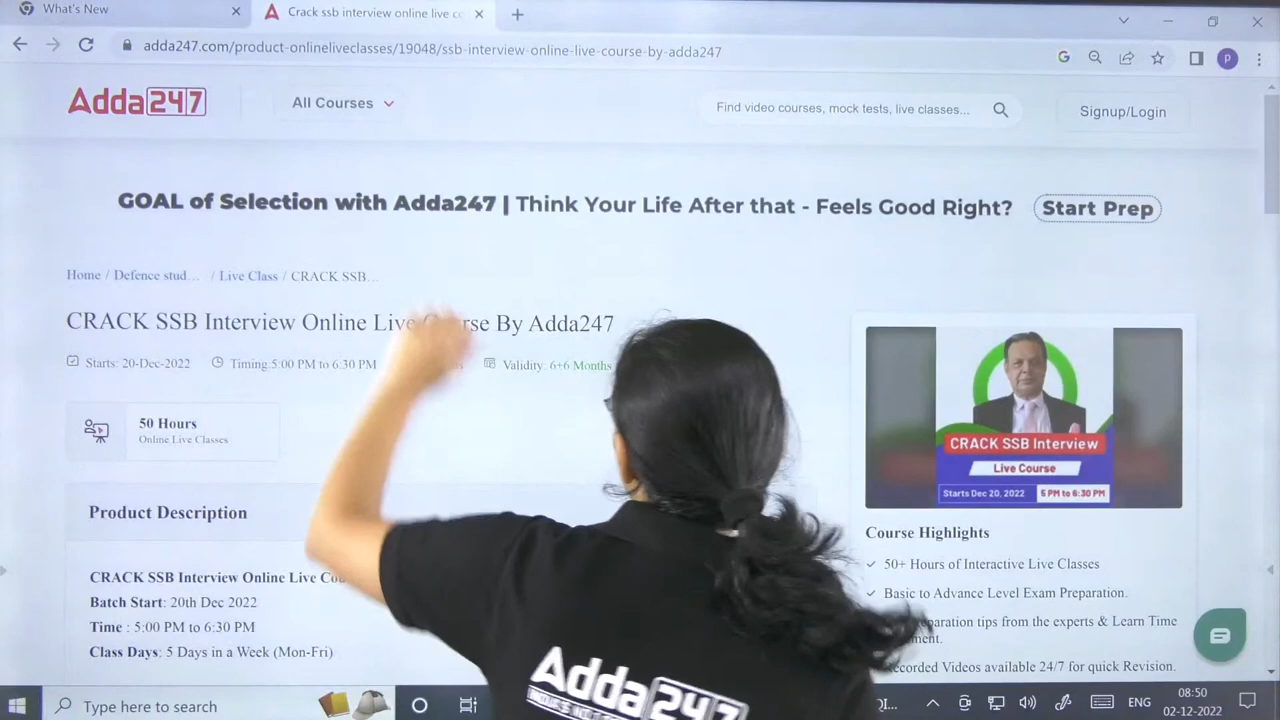 What's New
Crack ssb interview online live co
adda247.com/product-onlineliveclasses/19048/ssb-interview-online-live-course-by-adda247
P
Adda247
All Courses
Find video courses, mock tests, live classes...
Signup/Login
GOAL of Selection with Adda247 | Think Your Life After that - Feels Good Right?
Start Prep
Home / Defence stud... / Live Class / CRACK SSB...
CRACK SSB Interview Online Live Course By Adda247
Starts: 20-Dec-2022
Timing 5:00 PM to 6:30 PM
Validity: 6+6 Months
50 Hours
Online Live Classes
CRACK SSB Interview
Live Course
Starts Dec 20, 2022
5 PM to 6:30 PM
Product Description
CRACK SSB Interview Online Live
Batch Start: 20th Dec 2022
Time : 5:00 PM to 6:30 PM
Class Days: 5 Days in a Week (Mon-Fri)
Course Highlights
50+ Hours of Interactive Live Classes
Basic to Advance Level Exam Preparation.
tips from the experts & Learn Time
Videos available 24/7 for quick Revision.
Adda247
Type here to search
ENG
08:50
02-12-2022